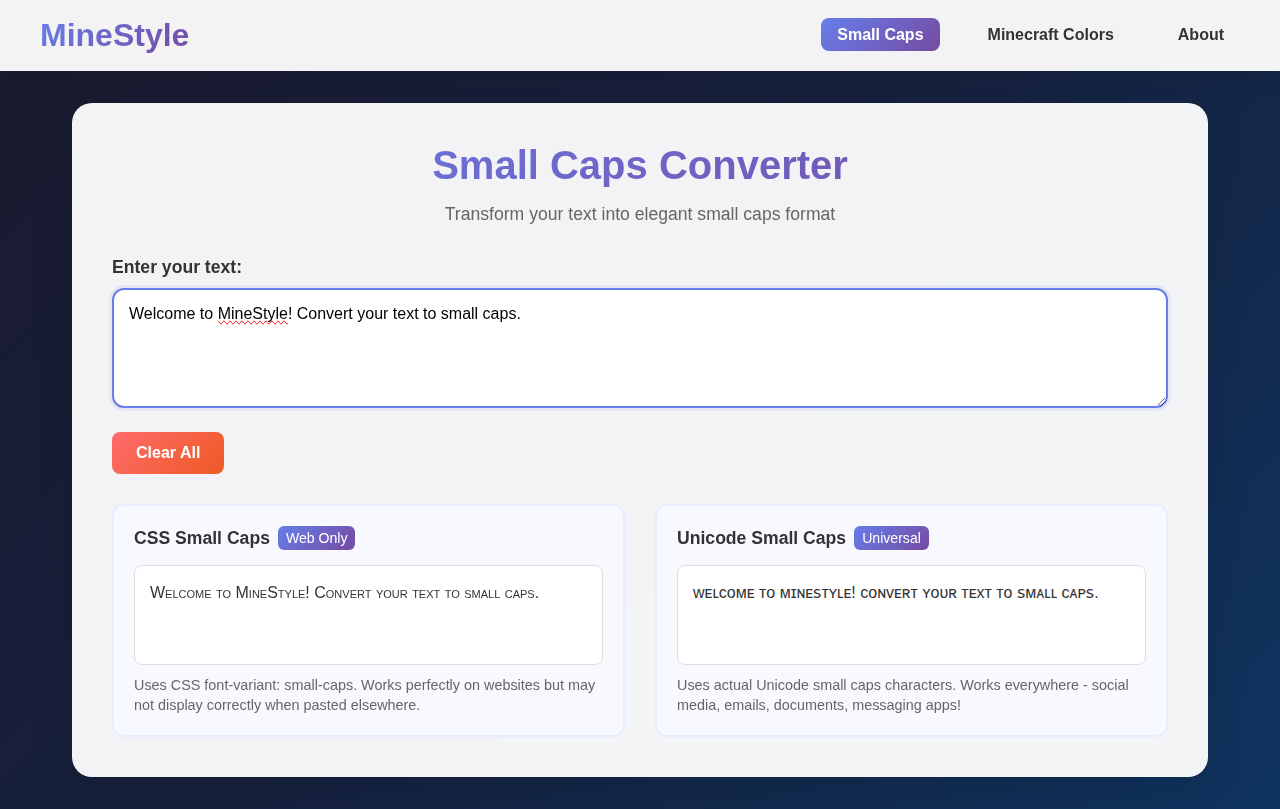 MineStyle
Small Caps
Minecraft Colors
About
Small Caps Converter
Transform your text into elegant small caps format
Enter your text:
Welcome to MineStyle! Convert your text to small caps.
Clear All
CSS Small Caps
Web Only
Welcome to MineStyle! Convert your text to small caps.
Uses CSS font-variant: small-caps. Works perfectly on websites but may
not display correctly when pasted elsewhere.
Unicode Small Caps
Universal
ᴡᴇʟᴄᴏᴍᴇ ᴛᴏ ᴍɪɴᴇꜱᴛʏʟᴇ! ᴄᴏɴᴠᴇʀᴛ ʏᴏᴜʀ ᴛᴇxᴛ ᴛᴏ ꜱᴍᴀʟʟ ᴄᴀᴘꜱ.
Uses actual Unicode small caps characters. Works everywhere - social
media, emails, documents, messaging apps!